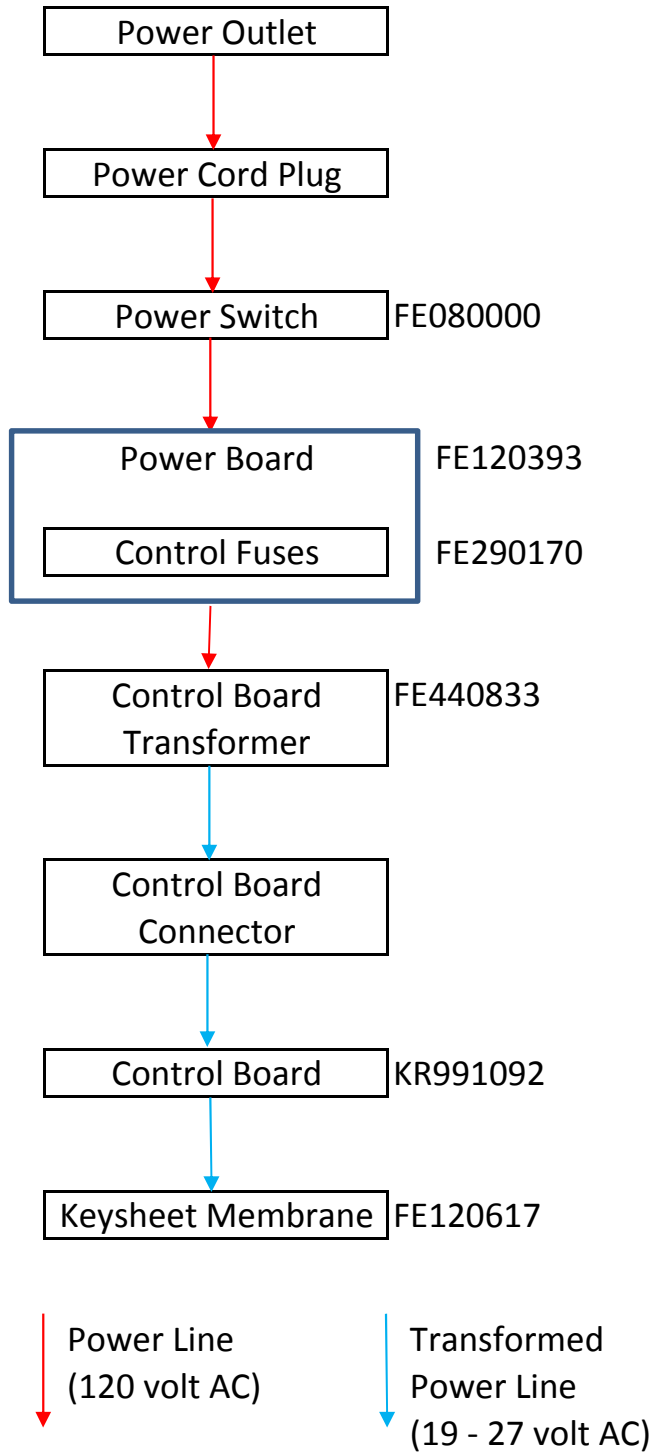 Power Outlet
Power Cord Plug
Power Switch FE080000
Power Board FE120393
Control Fuses FE290170
Control Board FE440833
Transformer
Control Board
Connector
Control Board KR991092
Keysheet Membrane FE120617
Power Line
(120 volt AC)
Transformed
Power Line
(19 - 27 volt AC)